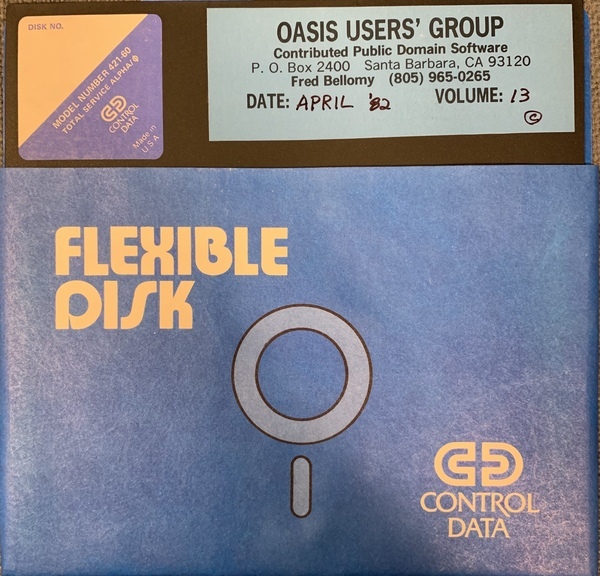 DISK NO.
MODEL NUMBER 421-60
TOTAL SERVICE ALPHA/
CONTROL
DATA
Made in
U.S.A
OASIS USERS' GROUP
Contributed Public Domain Software
P. O. Box 2400 Santa Barbara, CA 93120
Fred Bellomy (805) 965-0265
DATE: APRIL '82 VOLUME: 13
©
FLEXIBLE
DISK
CONTROL
DATA